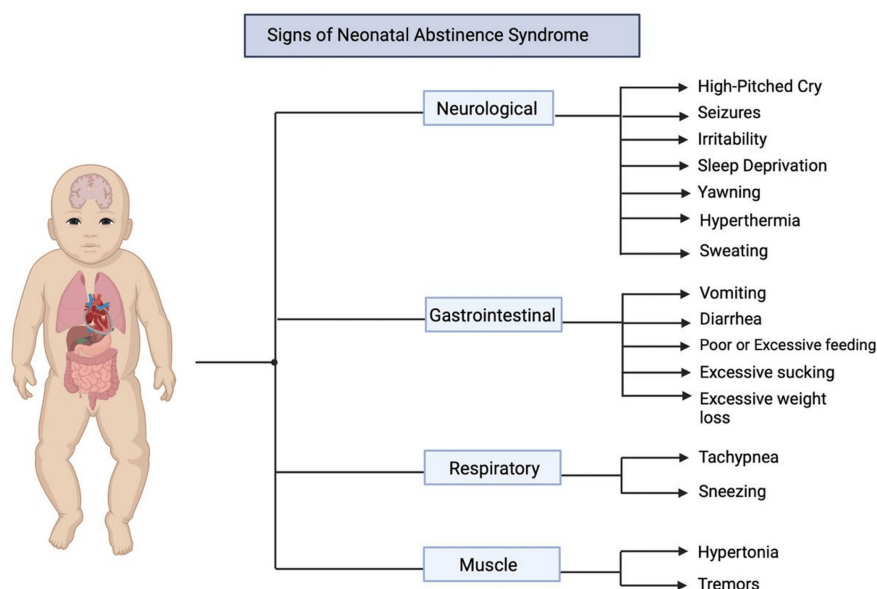 Signs of Neonatal Abstinence Syndrome
Neurological
High-Pitched Cry
Seizures
Irritability
Sleep Deprivation
Yawning
Hyperthermia
Sweating
Gastrointestinal
Vomiting
Diarrhea
Poor or Excessive feeding
Excessive sucking
Excessive weight
loss
Respiratory
Tachypnea
Sneezing
Muscle
Hypertonia
Tremors